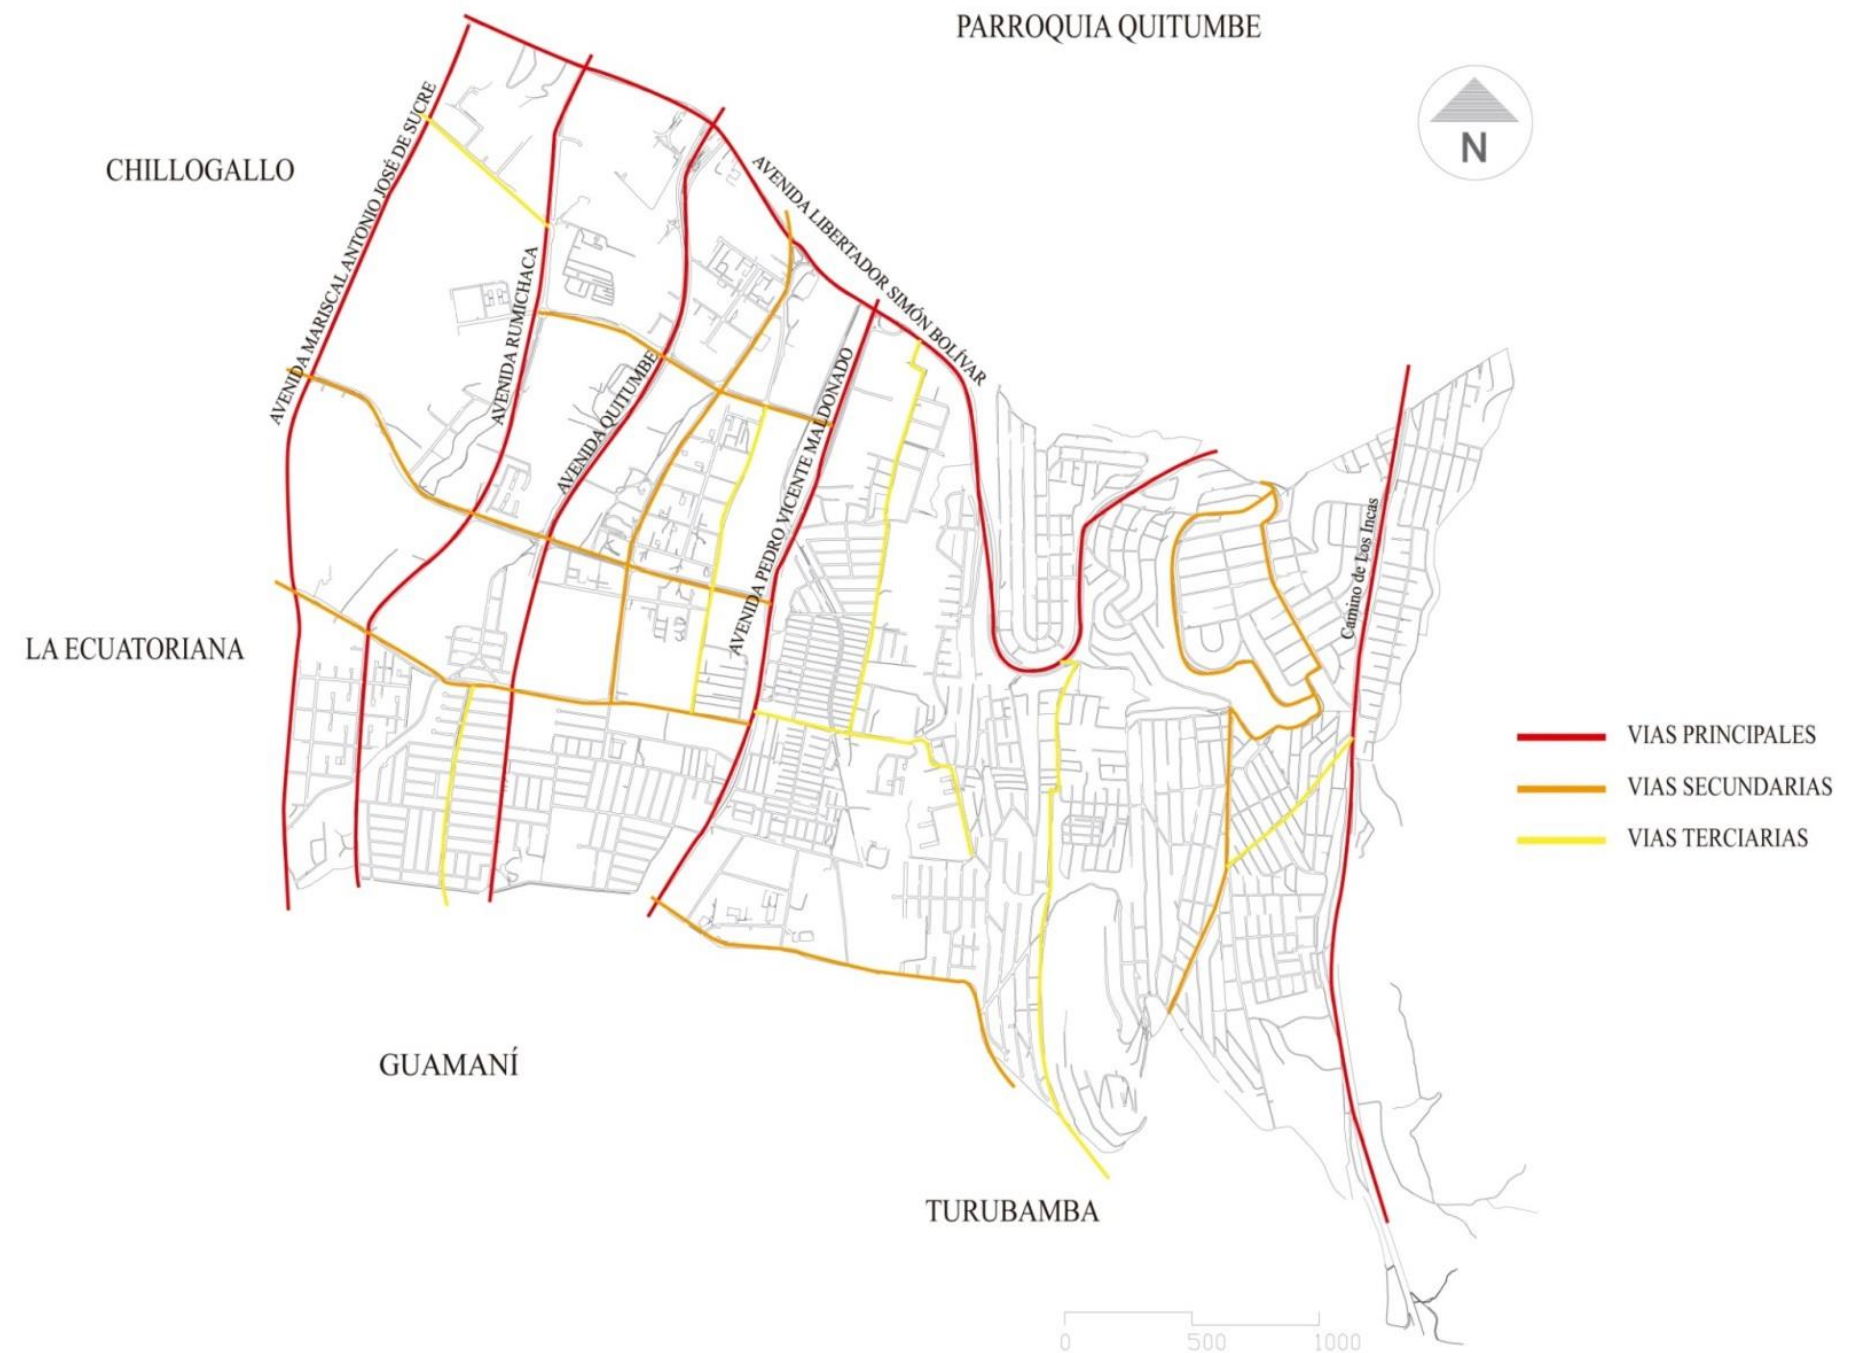 PARROQUIA QUITUMBE
N
CHILLOGALLO
AVENIDA MARISCAL ANTONIO JOSÉ DE SUCRE
AVENIDA RUMICHACA
AVENIDA QUITUMBE
AVENIDA LIBERTADOR SIMÓN BOLÍVAR
AVENIDA PEDRO VICENTE MALDONADO
Camino de Los Incas
LA ECUATORIANA
VIAS PRINCIPALES
VIAS SECUNDARIAS
VIAS TERCIARIAS
GUAMANÍ
TURUBAMBA
0 500 1000